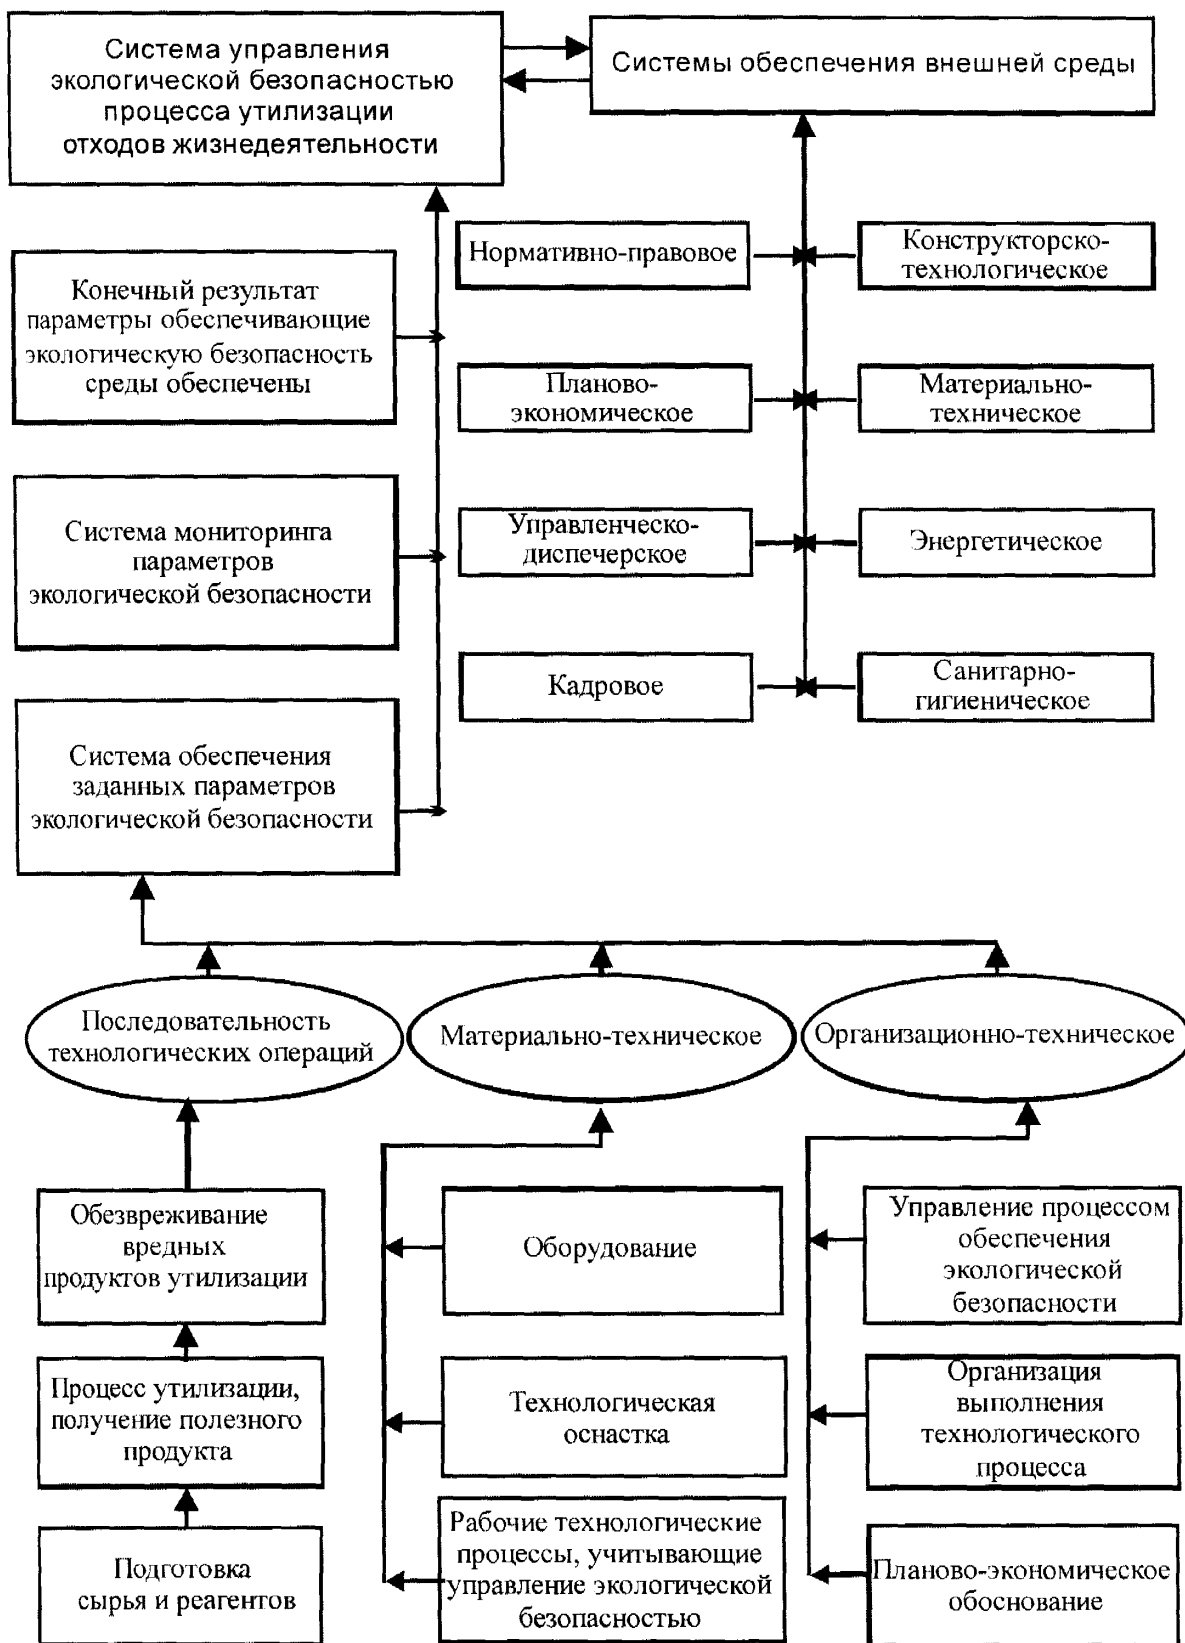 Система управления
экологической безопасностью
процесса утилизации
отходов жизнедеятельности
Системы обеспечения внешней среды
Нормативно-правовое
Конструкторско-
технологическое
Конечный результат
параметры обеспечивающие
экологическую безопасность
среды обеспечены
Планово-
экономическое
Материально-
техническое
Система мониторинга
параметров
экологической безопасности
Управленческо-
диспечерское
Энергетическое
Кадровое
Санитарно-
гигиеническое
Система обеспечения
заданных параметров
экологической безопасности
Последовательность
технологических операций
Материально-техническое
Организационно-техническое
Обезвреживание
вредных
продуктов утилизации
Оборудование
Управление процессом
обеспечения
экологической
безопасности
Процесс утилизации,
получение полезного
продукта
Технологическая
оснастка
Организация
выполнения
технологического
процесса
Подготовка
сырья и реагентов
Рабочие технологические
процессы, учитывающие
управление экологической
безопасностью
Планово-экономическое
обоснование